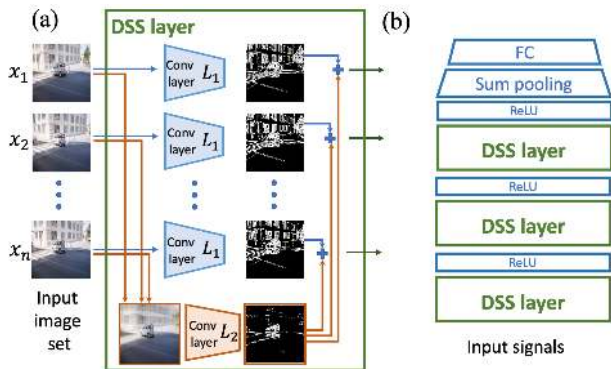 (a)
DSS layer
(b)
x1
Conv
layer L1
x2
Conv
layer L1
xn
Conv
layer L1
Input
image
set
Conv
layer L2
FC
Sum pooling
ReLU
DSS layer
ReLU
DSS layer
ReLU
DSS layer
Input signals